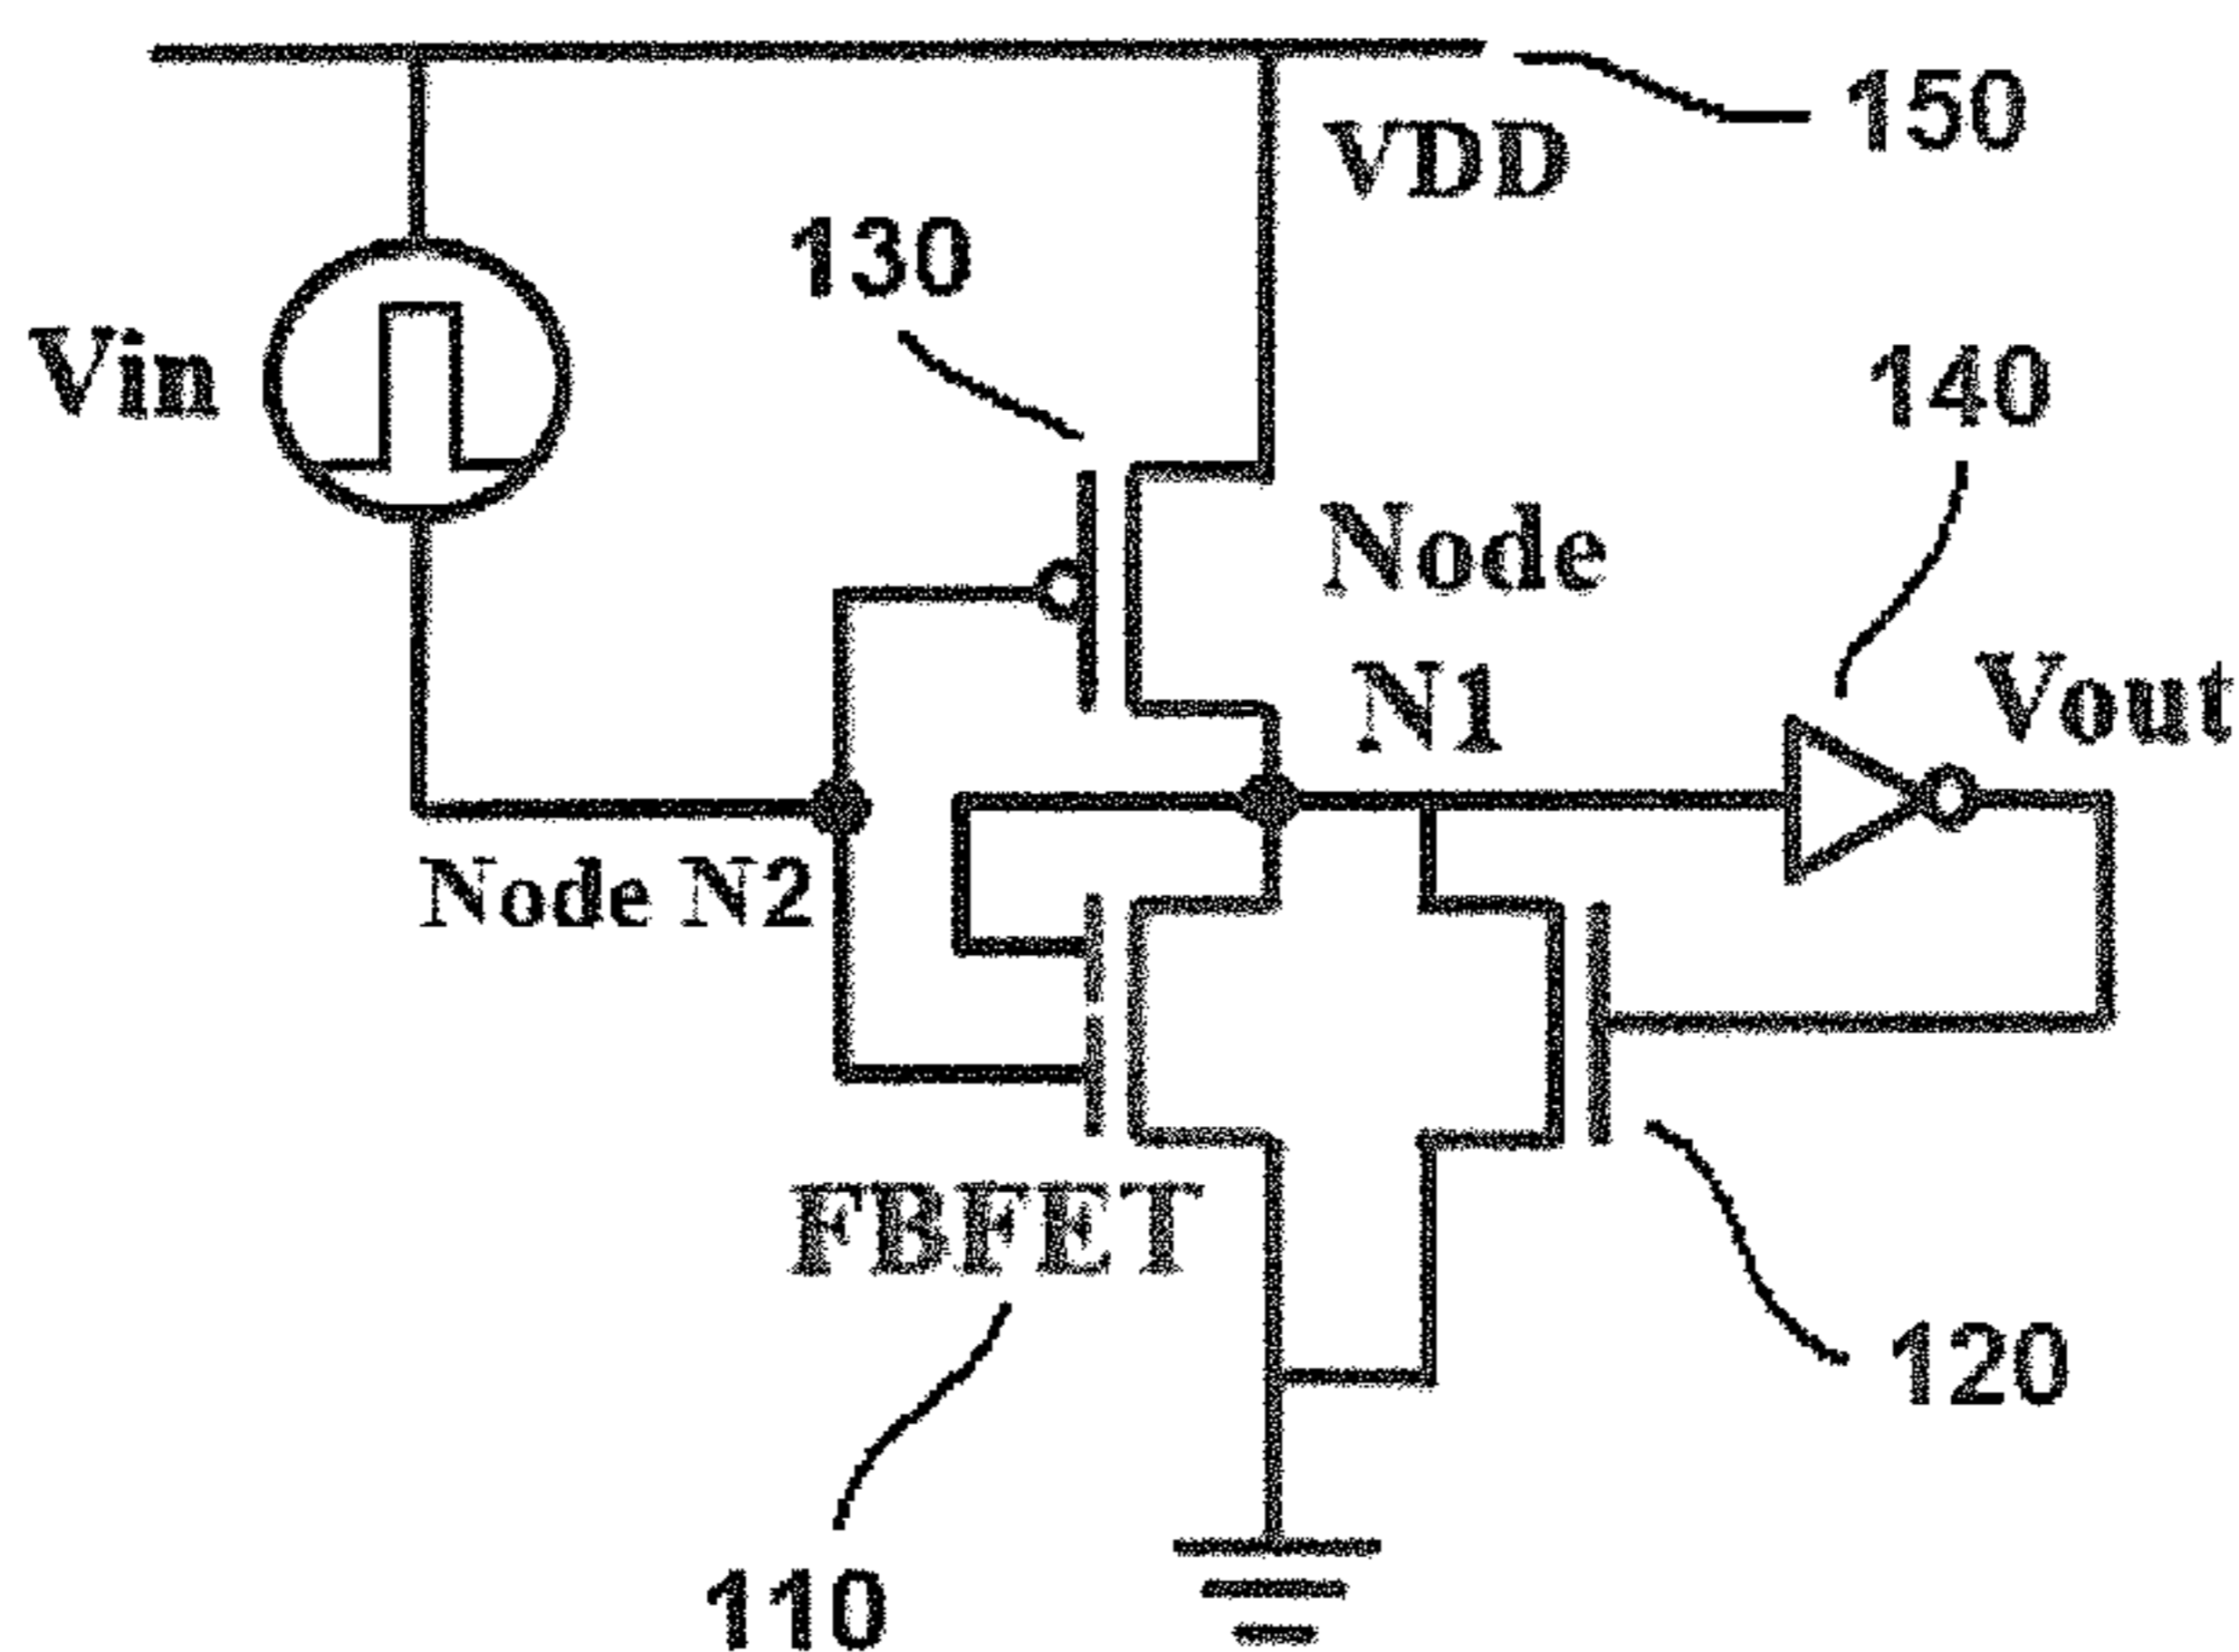 150
VDD
130
Vin
140
Node
N1
Vout
Node N2
FBFET
120
110